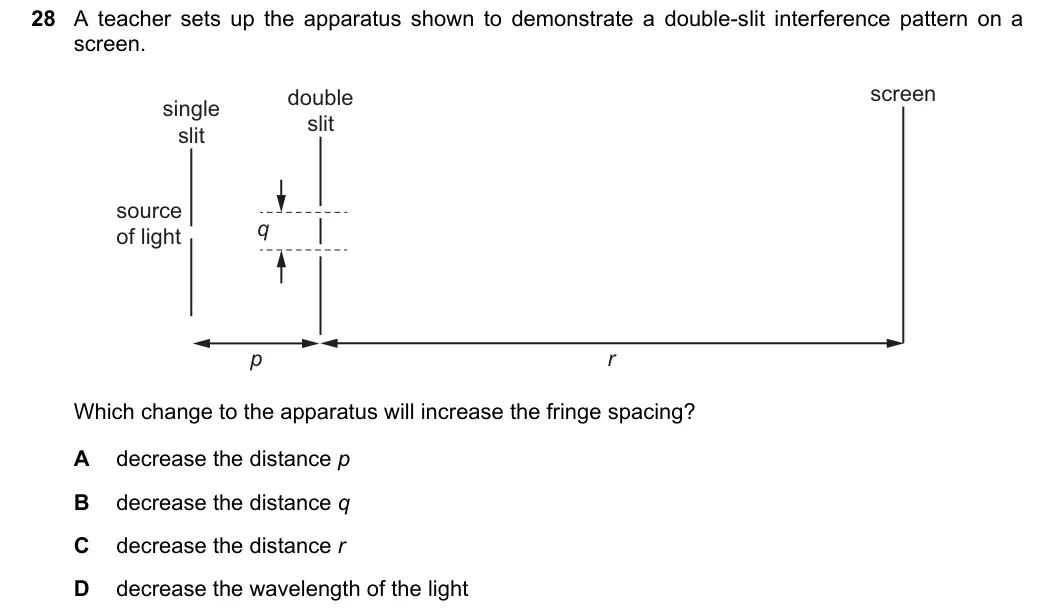 28 A teacher sets up the apparatus shown to demonstrate a double-slit interference pattern on a
screen.
single
slit
double
slit
screen
source
of light
q
p
r
Which change to the apparatus will increase the fringe spacing?
A decrease the distance p
B decrease the distance q
C decrease the distance r
D decrease the wavelength of the light